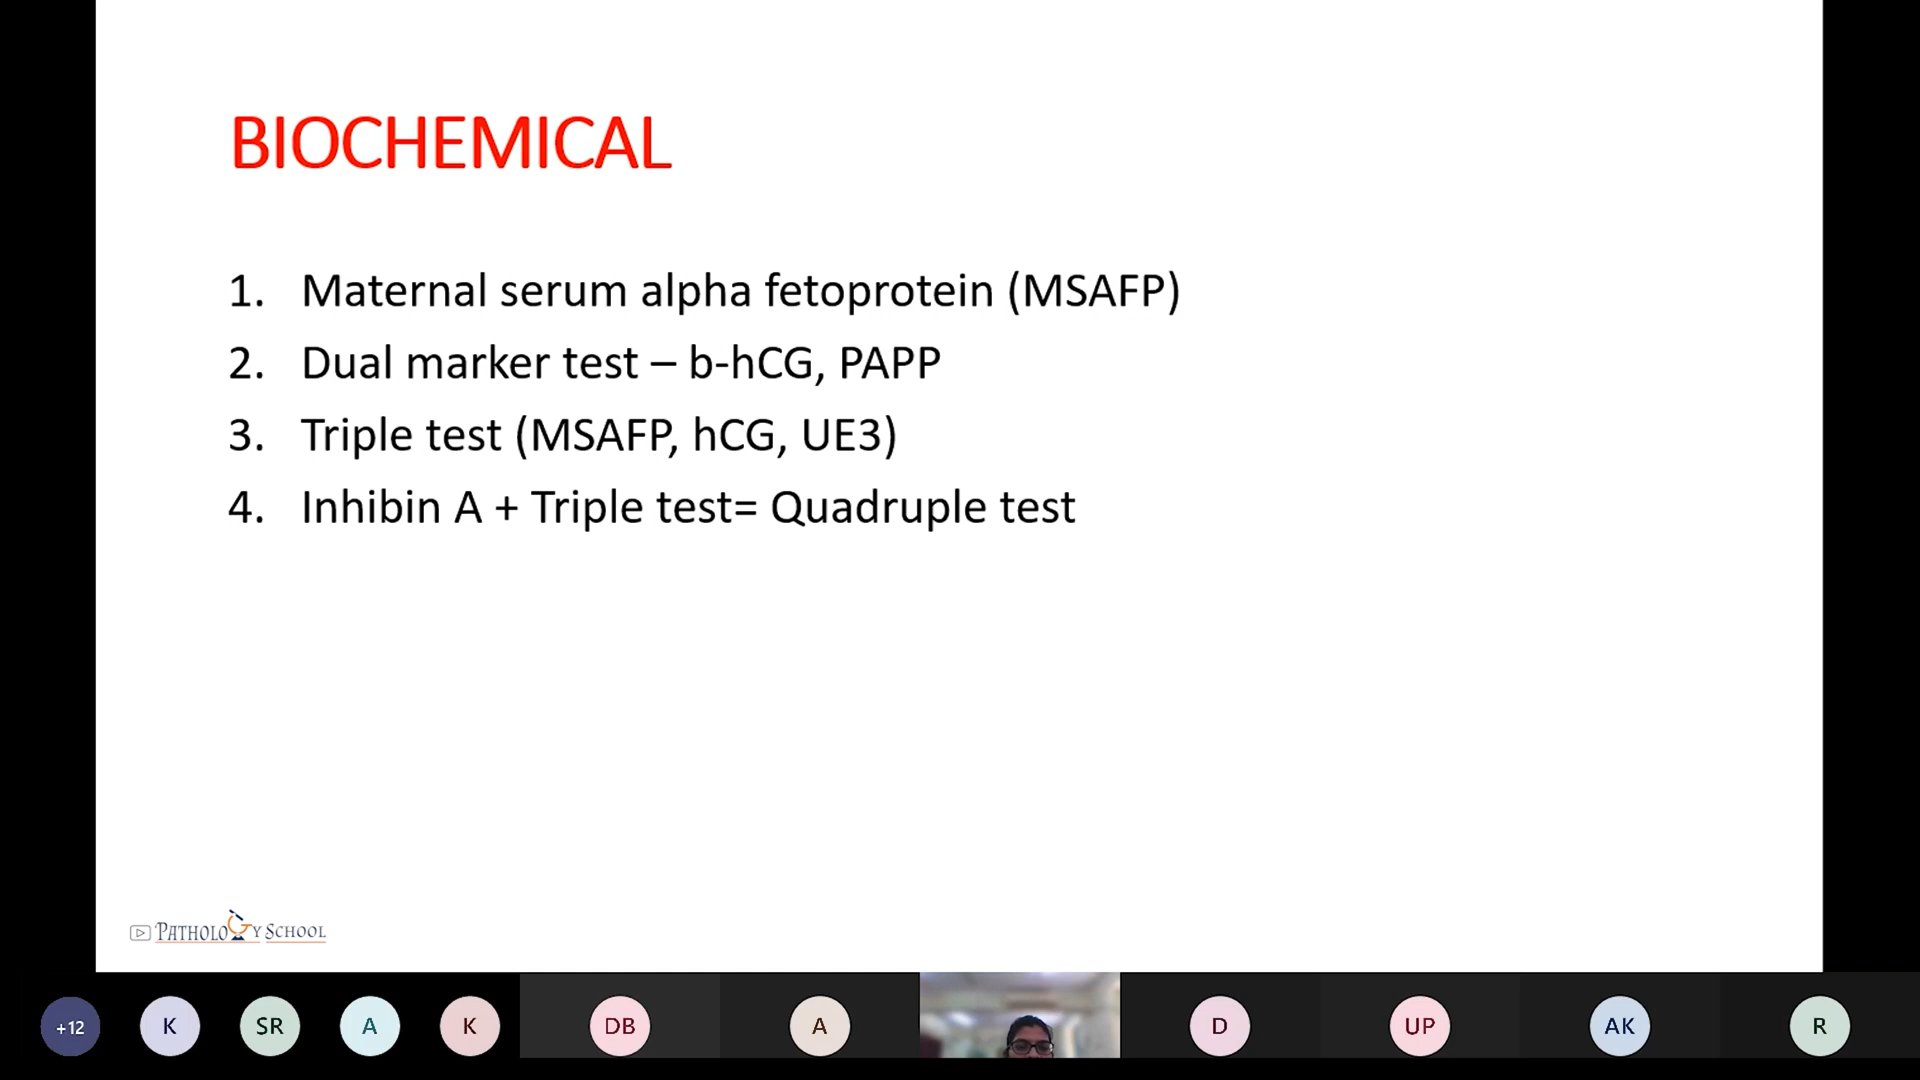 BIOCHEMICAL
1. Maternal serum alpha fetoprotein (MSAFP)
2. Dual marker test – b-hCG, PAPP
3. Triple test (MSAFP, hCG, UE3)
4. Inhibin A + Triple test= Quadruple test
PATHOLOGY SCHOOL
+12 K SR A K DB A D UP AK R